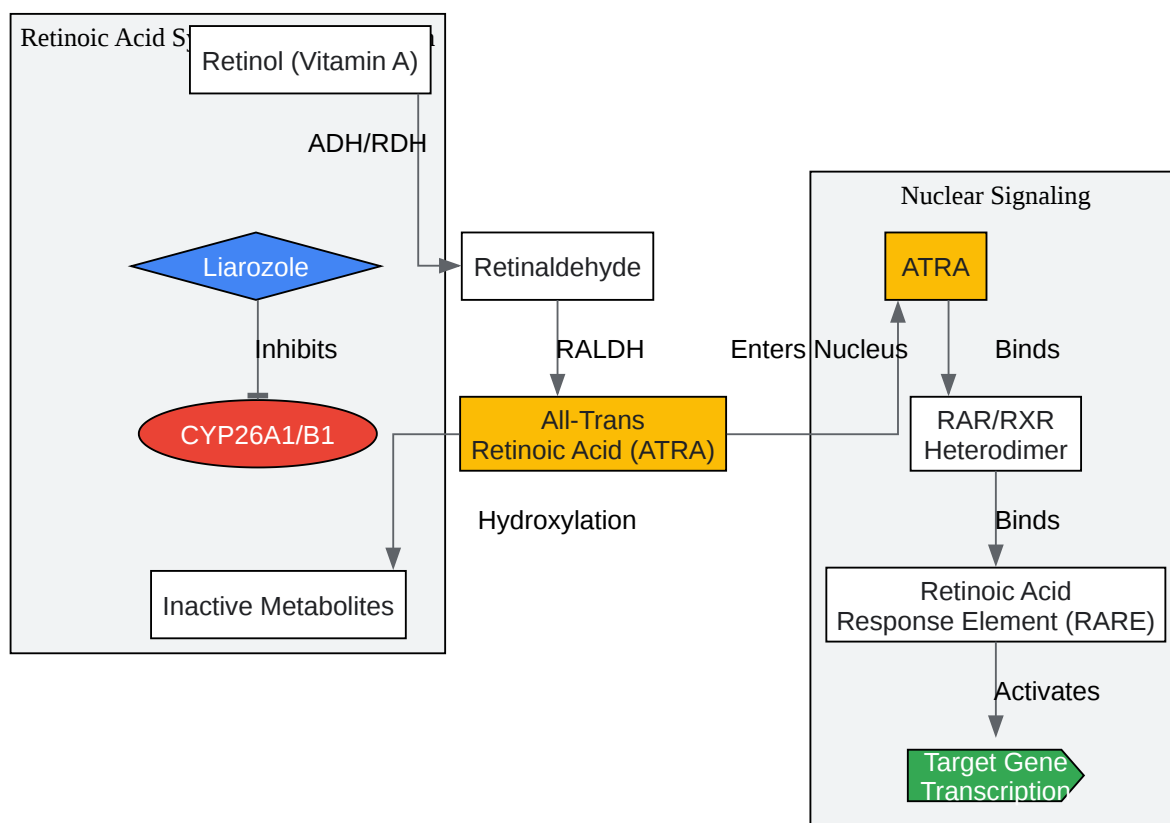 Retinoic Acid Sy
Retinol (Vitamin A)
ADH/RDH
Liarozole
Inhibits
CYP26A1/B1
Inactive Metabolites
Retinaldehyde
RALDH
All-Trans
Retinoic Acid (ATRA)
Hydroxylation
Enters Nucleus
Nuclear Signaling
ATRA
Binds
RAR/RXR
Heterodimer
Binds
Retinoic Acid
Response Element (RARE)
Activates
Target Gene
Transcription